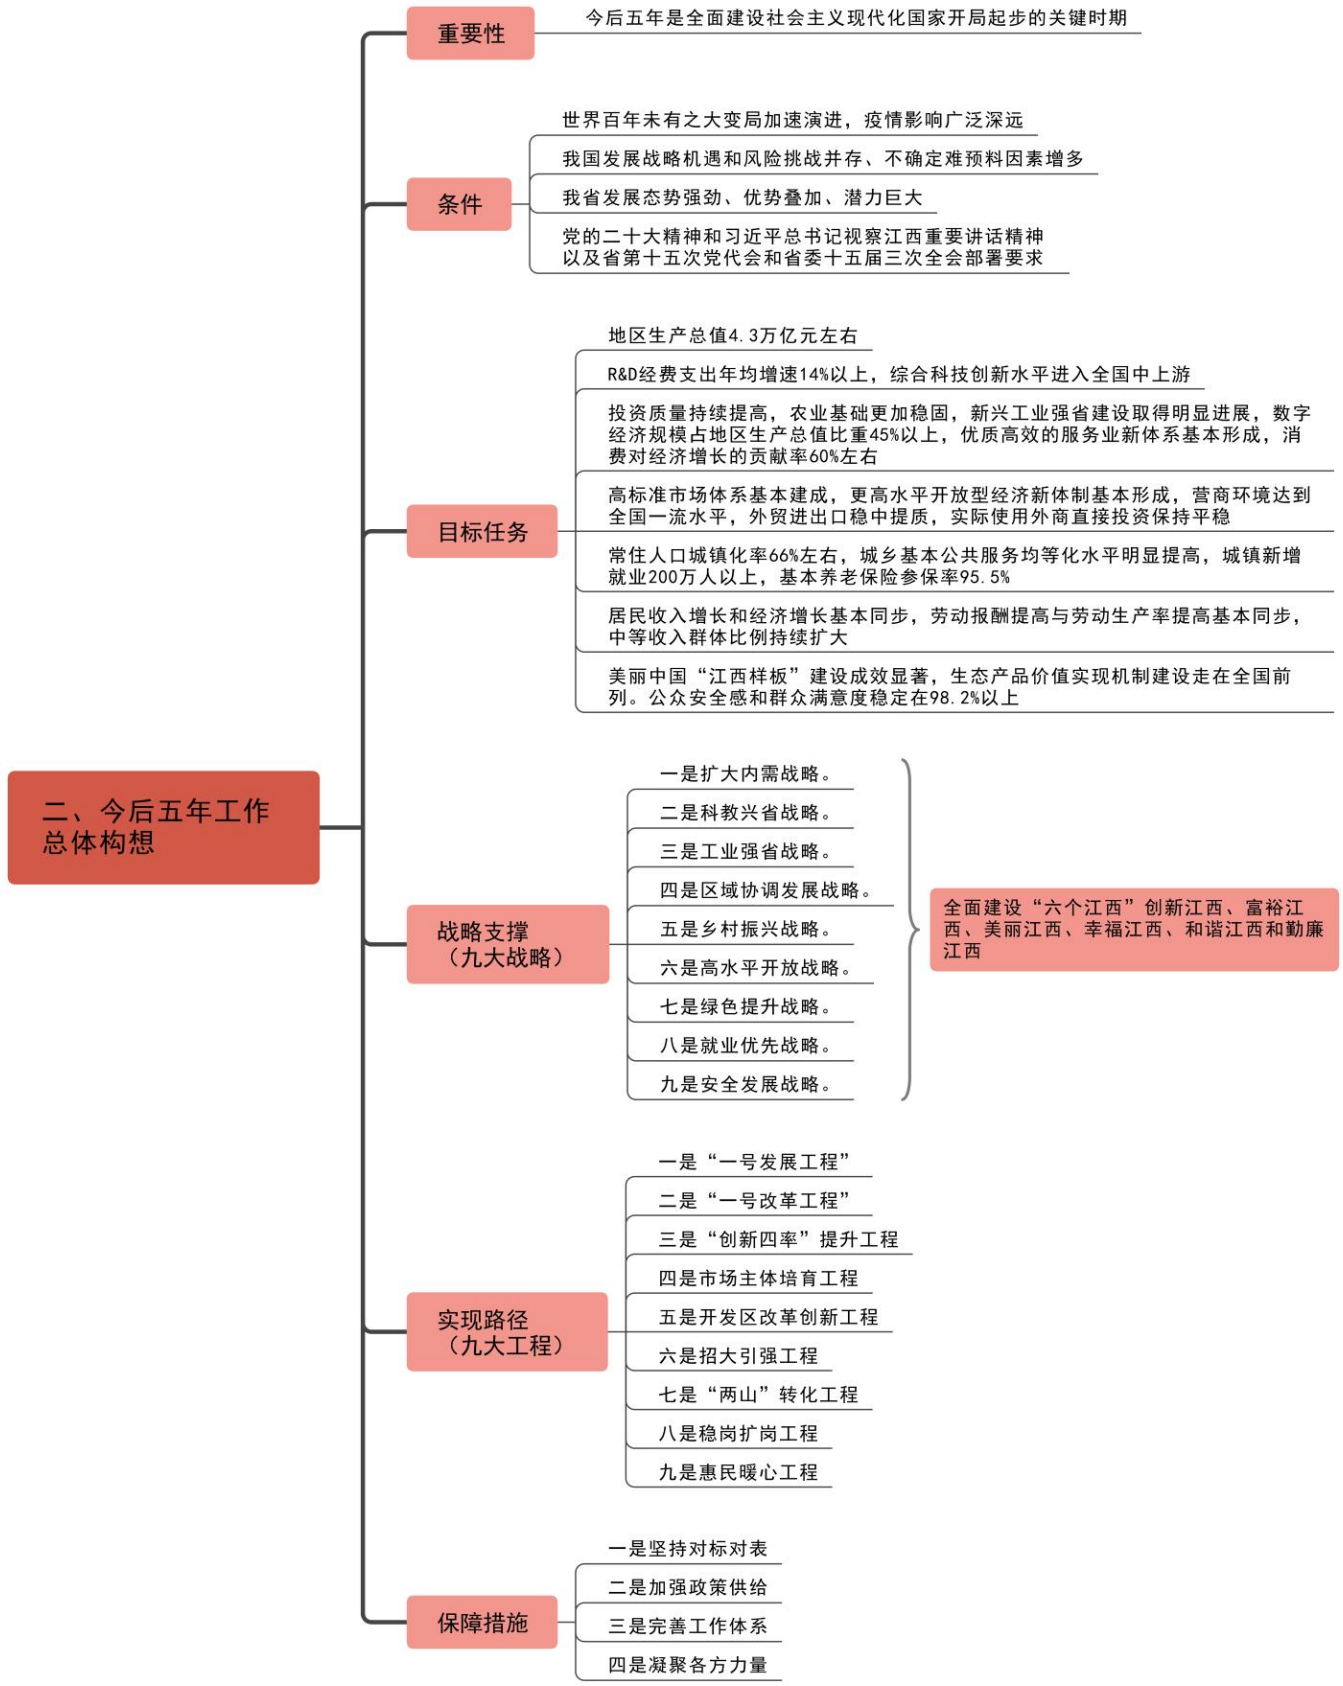 二、今后五年工作
总体构想
重要性
今后五年是全面建设社会主义现代化国家开局起步的关键时期
条件
世界百年未有之大变局加速演进，疫情影响广泛深远
我国发展战略机遇和风险挑战并存、不确定难预料因素增多
我省发展态势强劲、优势叠加、潜力巨大
党的二十大精神和习近平总书记视察江西重要讲话精神
以及省第十五次党代会和省委十五届三次全会部署要求
目标任务
地区生产总值4.3万亿元左右
R&D经费支出年均增速14%以上，综合科技创新水平进入全国中上游
投资质量持续提高，农业基础更加稳固，新兴工业强省建设取得明显进展，数字
经济规模占地区生产总值比重45%以上，优质高效的服务业新体系基本形成，消
费对经济增长的贡献率60%左右
高标准市场体系基本建成，更高水平开放型经济新体制基本形成，营商环境达到
全国一流水平，外贸进出口稳中提质，实际使用外商直接投资保持平稳
常住人口城镇化率66%左右，城乡基本公共服务均等化水平明显提高，城镇新增
就业200万人以上，基本养老保险参保率95.5%
居民收入增长和经济增长基本同步，劳动报酬提高与劳动生产率提高基本同步，
中等收入群体比例持续扩大
美丽中国“江西样板”建设成效显著，生态产品价值实现机制建设走在全国前
列。公众安全感和群众满意度稳定在98.2%以上
战略支撑
（九大战略）
一是扩大内需战略。
二是科教兴省战略。
三是工业强省战略。
四是区域协调发展战略。
五是乡村振兴战略。
六是高水平开放战略。
七是绿色提升战略。
八是就业优先战略。
九是安全发展战略。
全面建设“六个江西”创新江西、富裕江
西、美丽江西、幸福江西、和谐江西和勤廉
江西
实现路径
（九大工程）
一是“一号发展工程”
二是“一号改革工程”
三是“创新四率”提升工程
四是市场主体培育工程
五是开发区改革创新工程
六是招大引强工程
七是“两山”转化工程
八是稳岗扩岗工程
九是惠民暖心工程
保障措施
一是坚持对标对表
二是加强政策供给
三是完善工作体系
四是凝聚各方力量